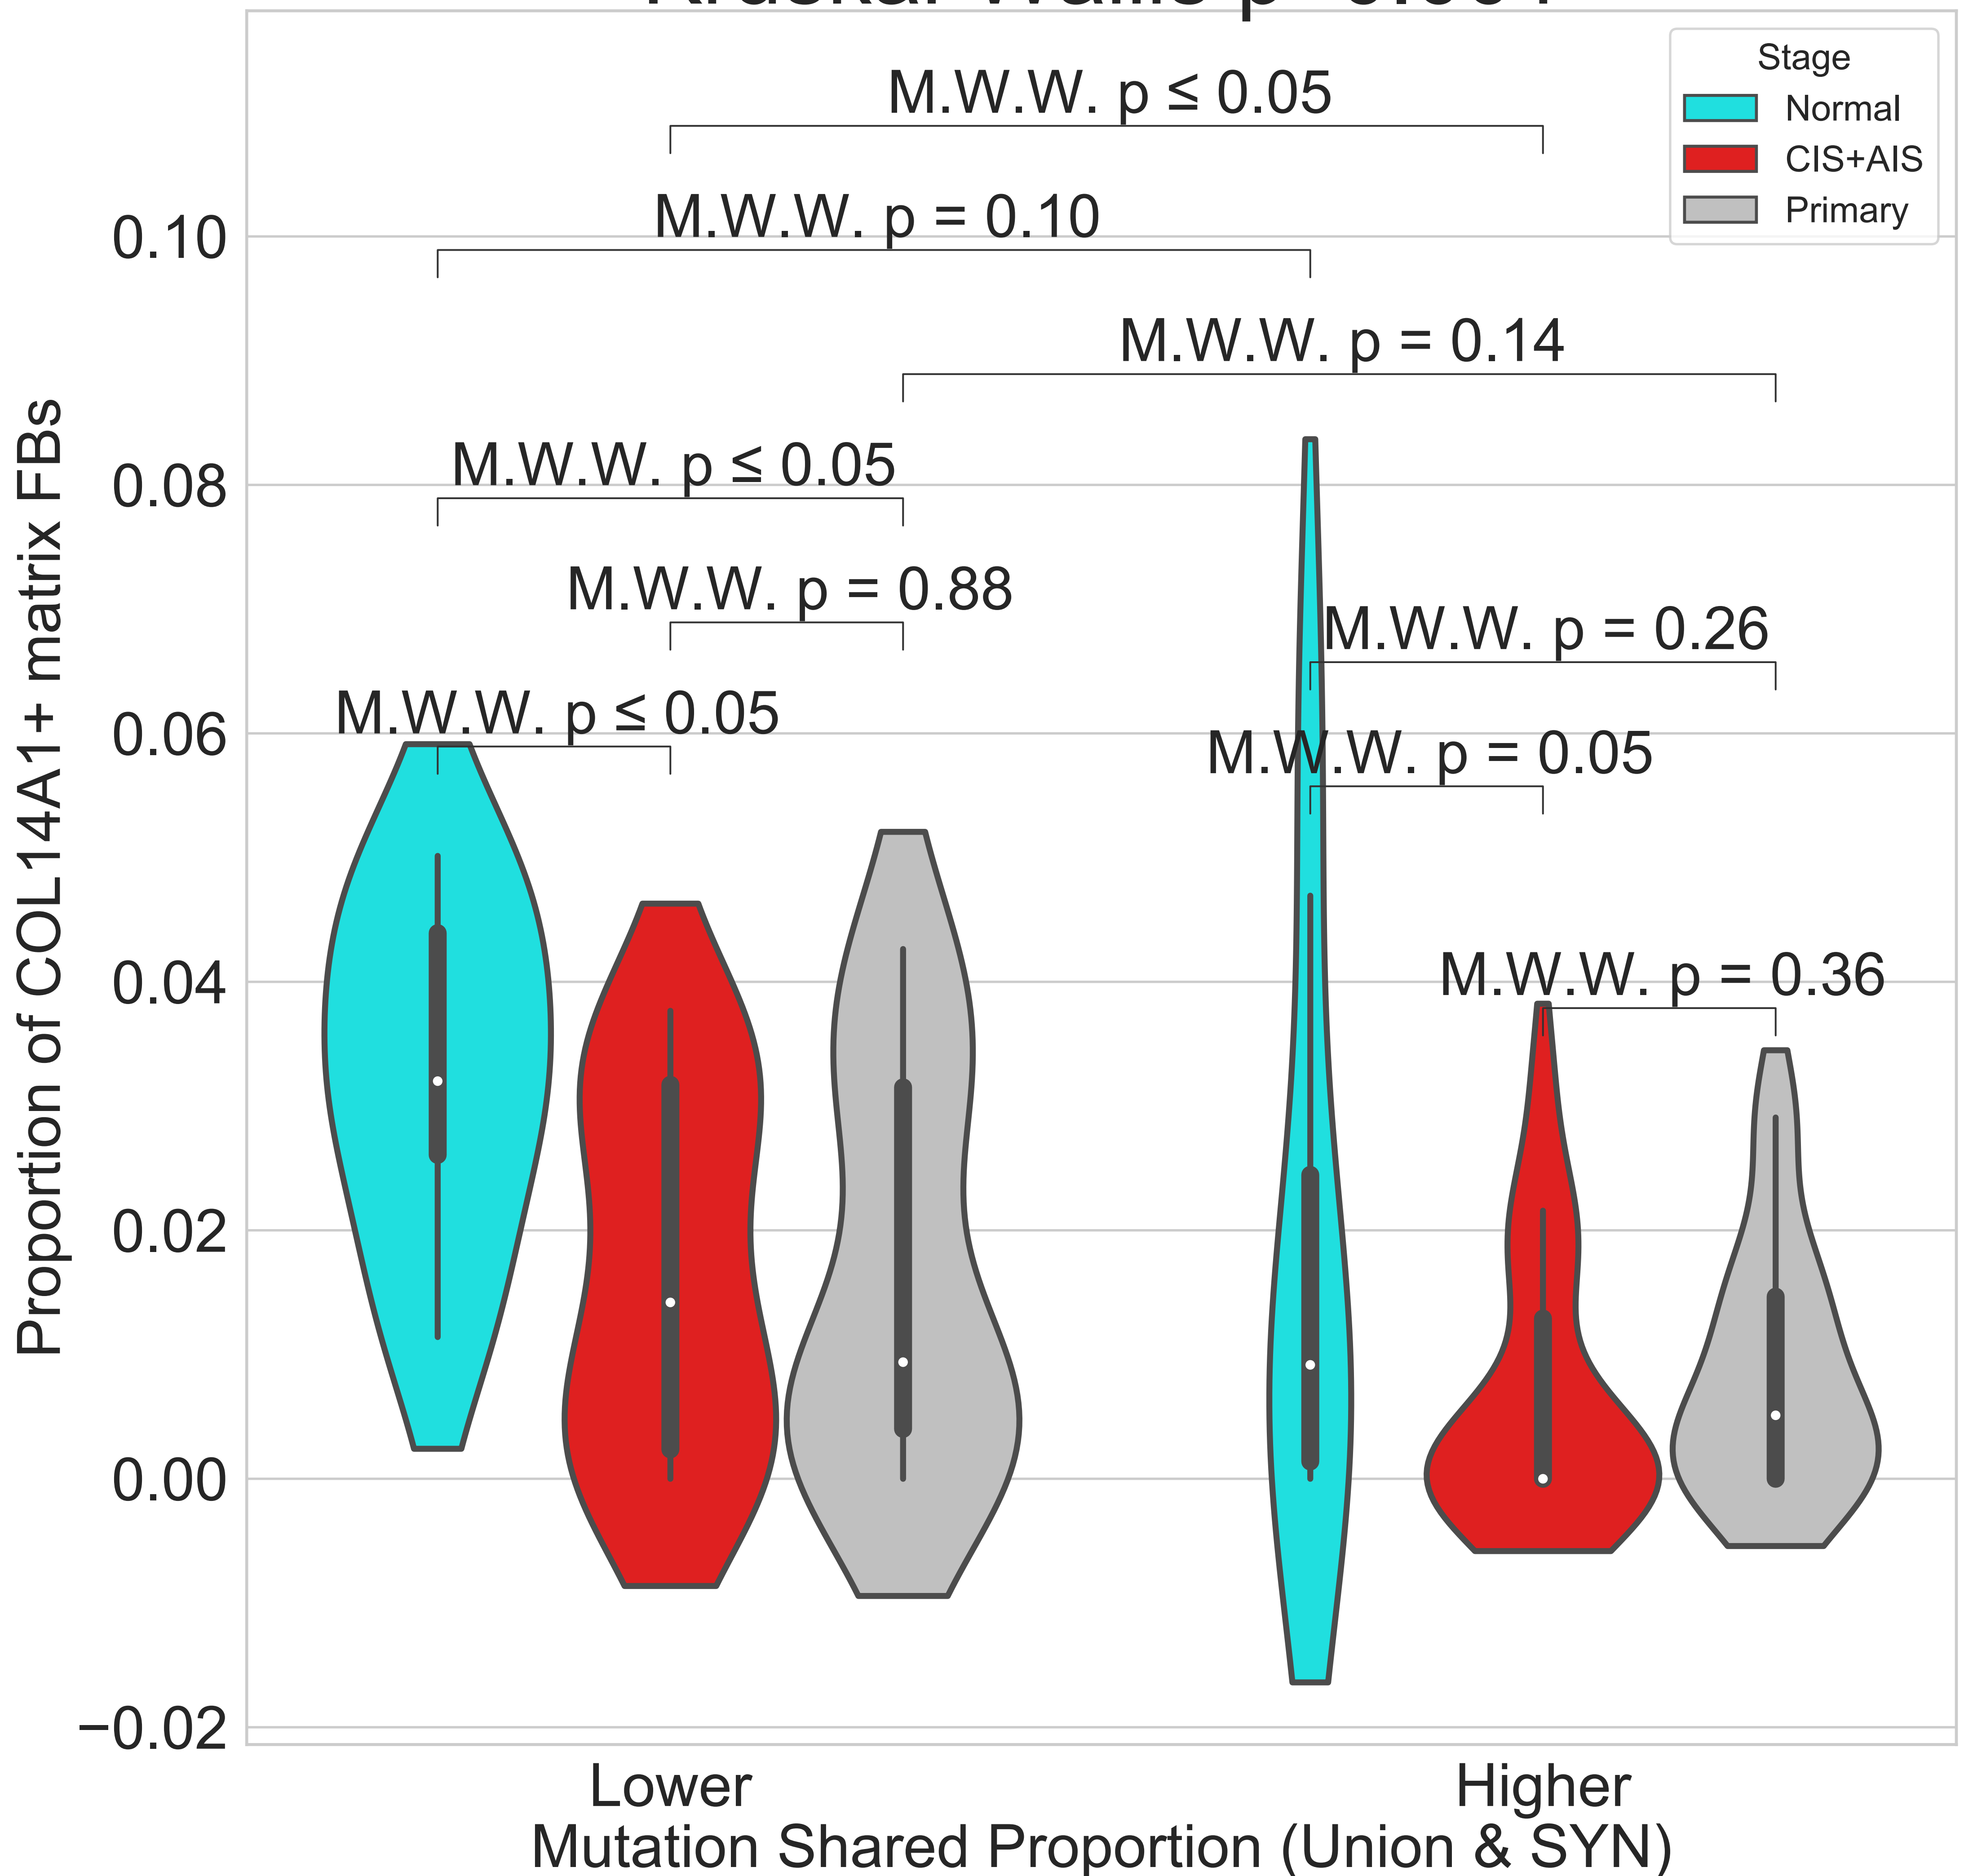 Stage
Normal
CIS+AIS
Primary
M.W.W. p ≤ 0.05
M.W.W. p = 0.10
M.W.W. p = 0.14
M.W.W. p ≤ 0.05
M.W.W. p = 0.88
M.W.W. p = 0.26
M.W.W. p ≤ 0.05
M.W.W. p = 0.05
M.W.W. p = 0.36
Proportion of COL14A1+ matrix FBs
0.10
0.08
0.06
0.04
0.02
0.00
−0.02
Lower
Higher
Mutation Shared Proportion (Union & SYN)